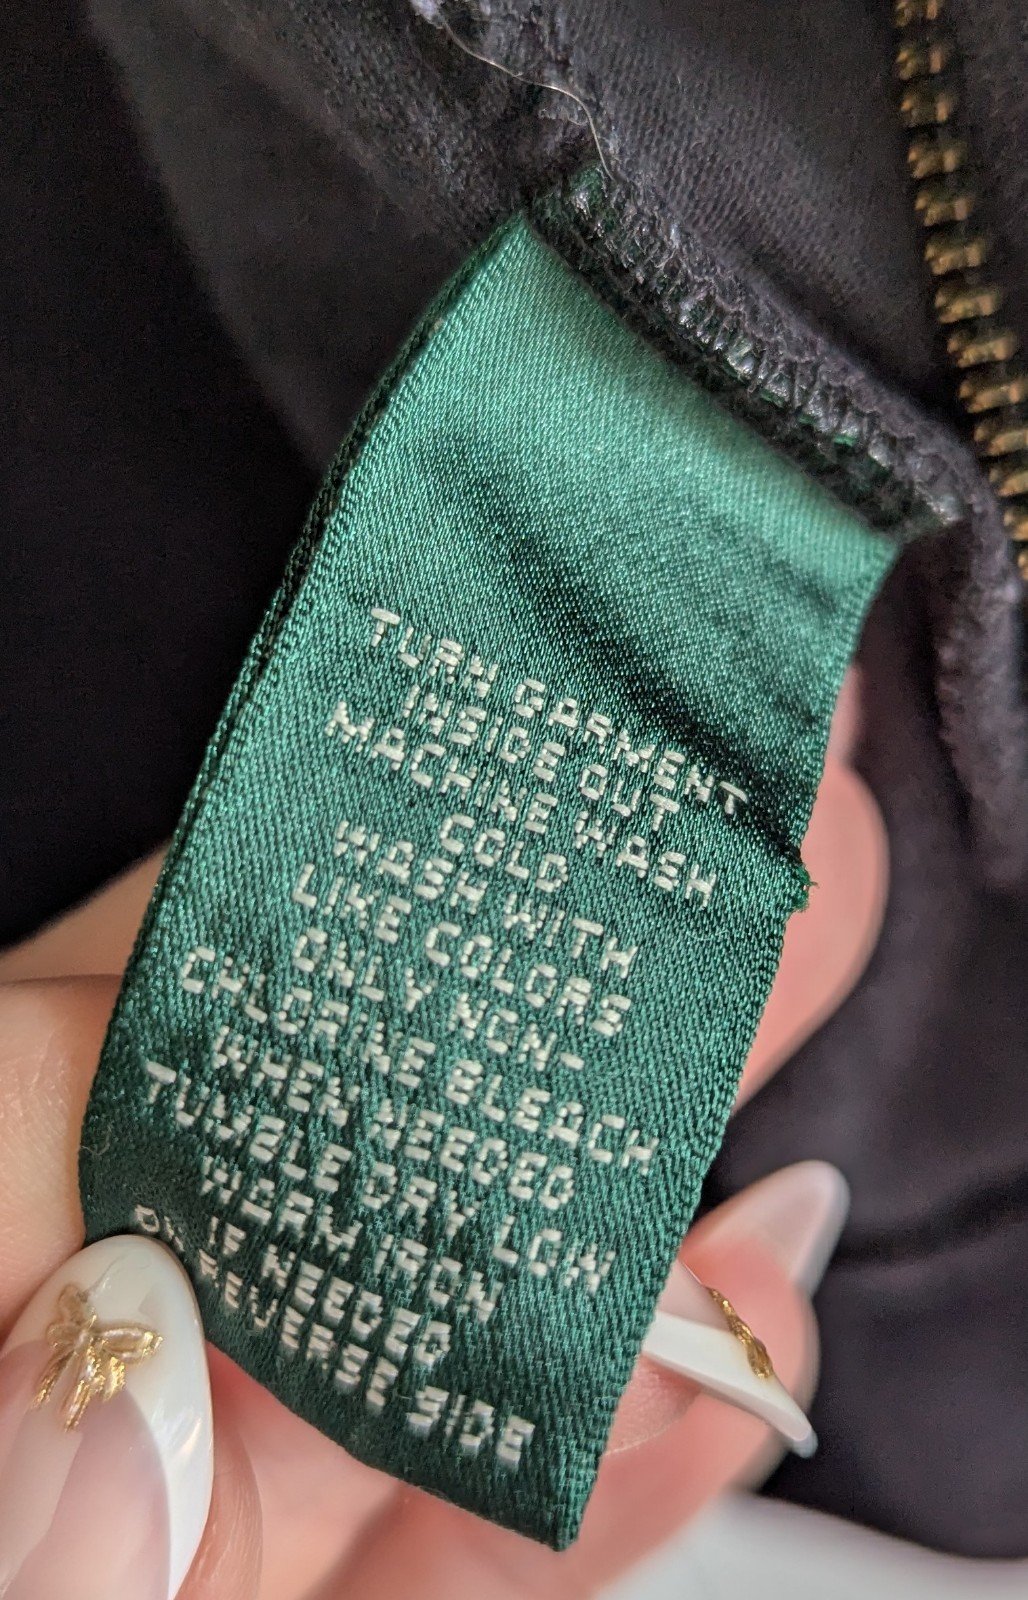 TURN GARMENT
INSIDE OUT
MACHINE WASH
COLD
WASH WITH
LIKE COLORS
ONLY NON-
CHLORINE BLEACH
WHEN NEEDED
TUMBLE DRY LOW
WARM IRON
IF NEEDED
ON REVERSE SIDE